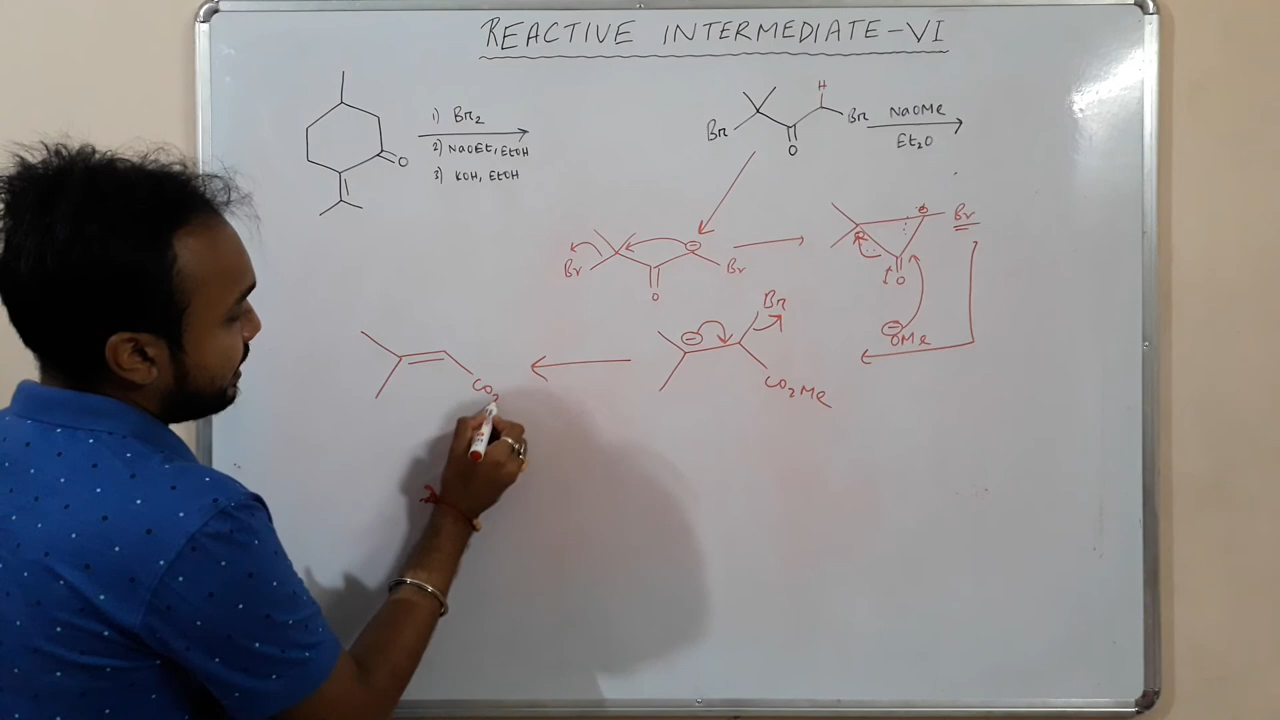 REACTIVE INTERMEDIATE-VI
1) Br2
2) NaOEt, EtOH
3) KOH, EtOH
O
H
Br
Br
O
NaOMe
Et2O
Br
Br
O
Br
O
OMe
Br
CO2Me
CO2